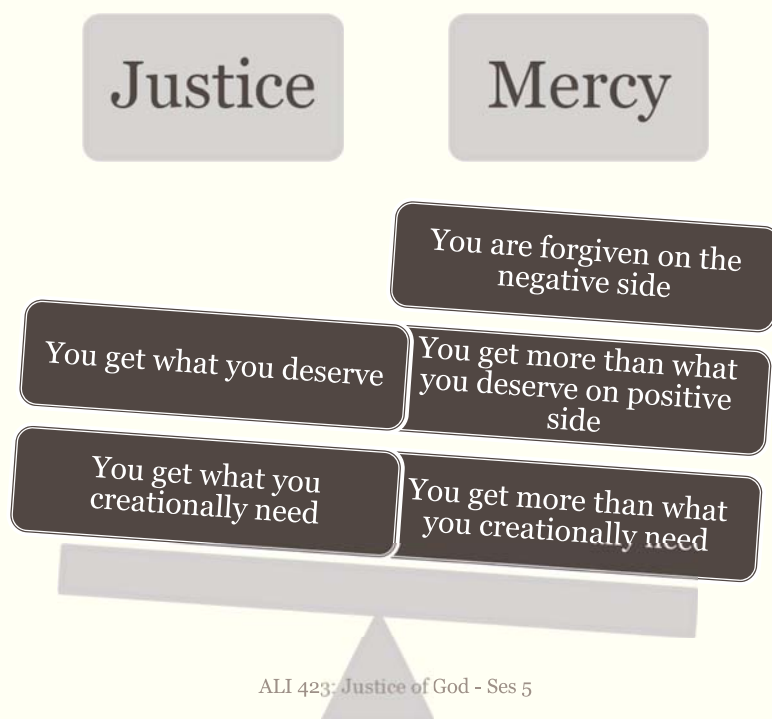 Justice
Mercy
You are forgiven on the
negative side
You get what you deserve
You get more than what
you deserve on positive
side
You get what you
creationally need
You get more than what
you creationally need
ALI 423: Justice of God - Ses 5